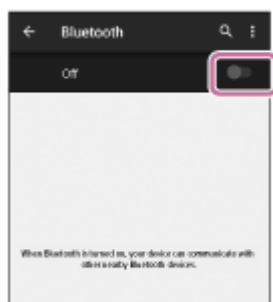 Bluetooth
Off
When Bluetooth is turned on, your device can communicate with
other nearby Bluetooth devices.